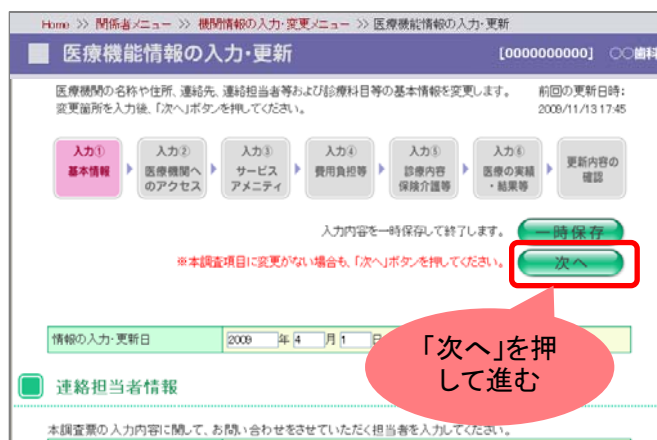 Home >> 関係者メニュー >> 機関情報の入力・変更メニュー >> 医療機能情報の入力・更新
医療機能情報の入力・更新
[0000000000] ○○歯科
医療機関の名称や住所、連絡先、連絡担当者等および診療科目等の基本情報を変更します。
変更箇所を入力後、「次へ」ボタンを押してください。
前回の更新日時:
2009/11/13 17:45
入力①
基本情報
入力②
医療機関へ
のアクセス
入力③
サービス
アメニティ
入力④
費用負担等
入力⑤
診療内容
保険介護等
入力⑥
医療の実績
・結果等
更新内容の
確認
入力内容を一時保存して終了します。
一時保存
※本調査項目に変更がない場合も、「次へ」ボタンを押してください。
次へ
情報の入力・更新日
2009 年 4 月 1 日
「次へ」を押
して進む
連絡担当者情報
本調査票の入力内容に関して、お問い合わせをさせていただく担当者を入力してください。